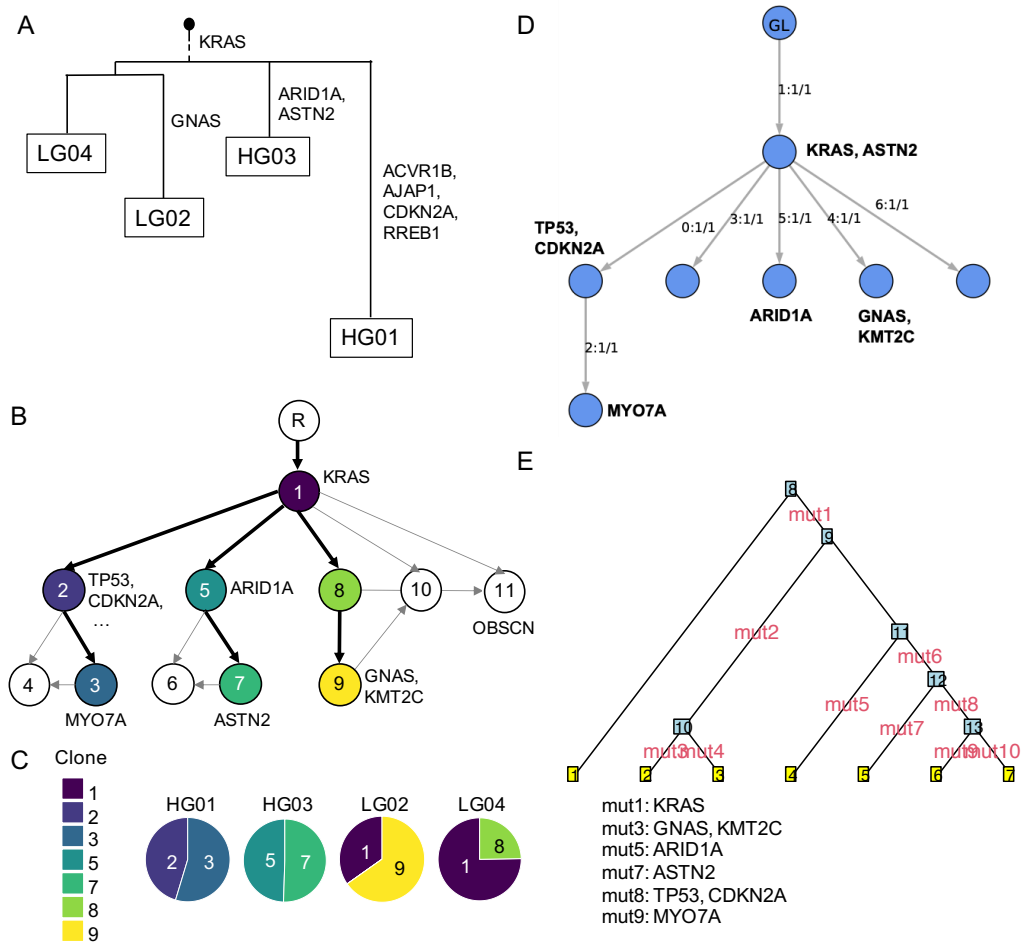 A
KRAS
ARID1A,
ASTN2
GNAS
LG04
HG03
LG02
ACVR1B,
AJAP1,
CDKN2A,
RREB1
HG01
B
R
1
KRAS
2
TP53,
CDKN2A,
...
5
ARID1A
8
10
11
OBSCN
4
3
MYO7A
6
7
ASTN2
9
GNAS,
KMT2C
C
Clone
1
2
3
5
7
8
9
HG01
HG03
LG02
LG04
2
3
5
7
1
9
1
8
D
GL
1:1/1
KRAS, ASTN2
0:1/1
3:1/1
5:1/1
4:1/1
6:1/1
TP53,
CDKN2A
ARID1A
GNAS,
KMT2C
2:1/1
MYO7A
E
8
mut1
9
mut2
11
mut6
12
mut5
mut8
mut7
10
13
mut3
mut4
mut9
mut10
1
2
3
4
5
6
7
mut1: KRAS
mut3: GNAS, KMT2C
mut5: ARID1A
mut7: ASTN2
mut8: TP53, CDKN2A
mut9: MYO7A